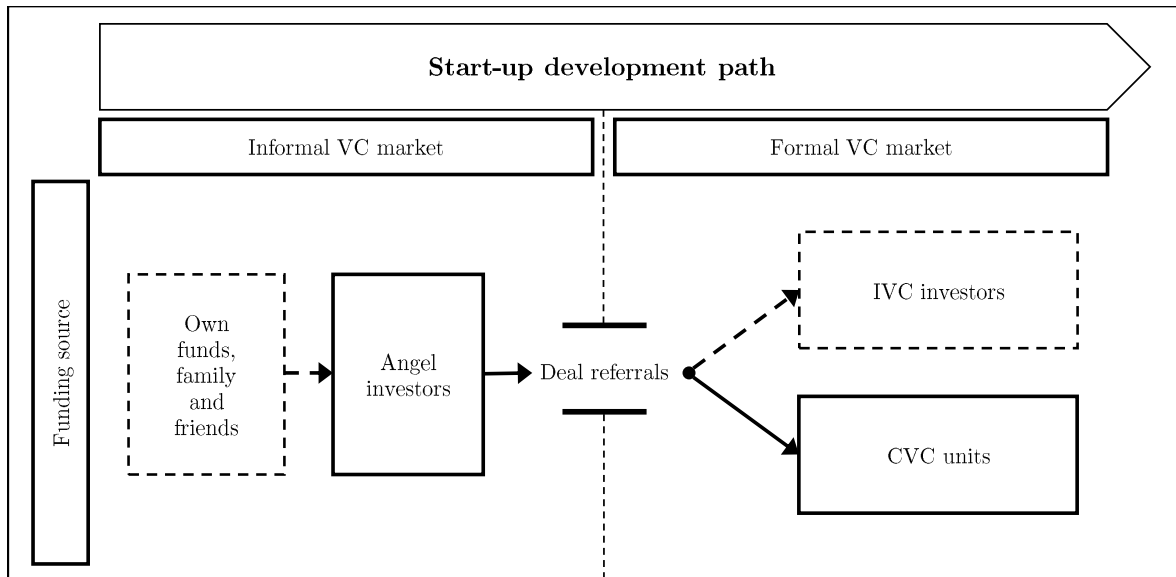 Start-up development path
Informal VC market
Formal VC market
Funding source
Own
funds,
family
and
friends
Angel
investors
Deal referrals
IVC investors
CVC units